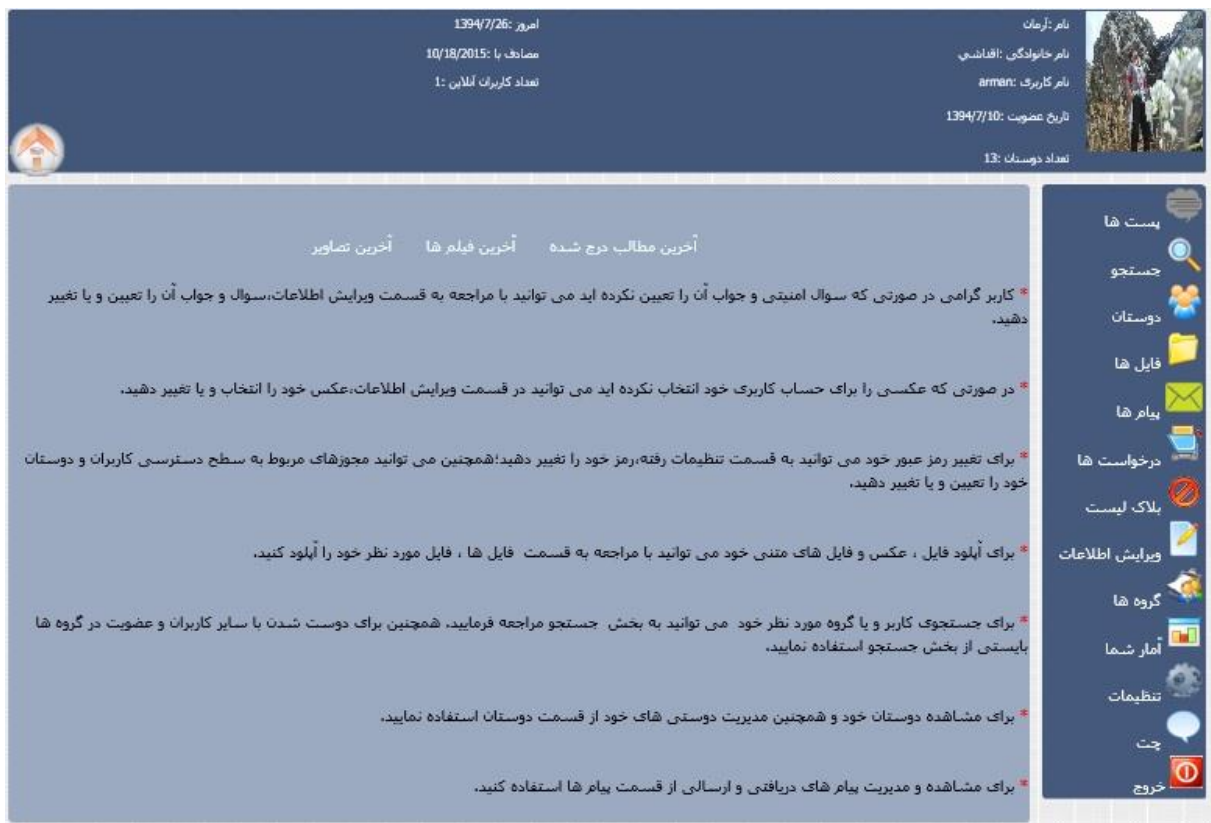 نام :آرمان
نام خانوادگی :اقداشي
نام کاربری :arman
تاریخ عضویت :1394/7/10
تعداد دوستان :13
امروز :1394/7/26
مصادف با :10/18/2015
تعداد کاربران آنلاین :1
پست ها
جستجو
دوستان
فایل ها
پیام ها
درخواست ها
بلاک لیست
ویرایش اطلاعات
گروه ها
آمار شما
تنظیمات
چت
خروج
آخرین مطالب درج شده آخرین فیلم ها آخرین تصاویر
* کاربر گرامی در صورتی که سوال امنیتی و جواب آن را تعیین نکرده اید می توانید با مراجعه به قسمت ویرایش اطلاعات،سوال و جواب آن را تعیین و یا تغییر
دهید.
* در صورتی که عکسی را برای حساب کاربری خود انتخاب نکرده اید می توانید در قسمت ویرایش اطلاعات،عکس خود را انتخاب و یا تغییر دهید.
* برای تغییر رمز عبور خود می توانید به قسمت تنظیمات رفته،رمز خود را تغییر دهید؛همچنین می توانید مجوزهای مربوط به سطح دسترسی کاربران و دوستان
خود را تعیین و یا تغییر دهید.
* برای آپلود فایل ، عکس و فایل های متنی خود می توانید با مراجعه به قسمت فایل ها ، فایل مورد نظر خود را آپلود کنید.
* برای جستجوی کاربر و یا گروه مورد نظر خود می توانید به بخش جستجو مراجعه فرمایید. همچنین برای دوست شدن با سایر کاربران و عضویت در گروه ها
بایستی از بخش جستجو استفاده نمایید.
* برای مشاهده دوستان خود و همچنین مدیریت دوستی های خود از قسمت دوستان استفاده نمایید.
* برای مشاهده و مدیریت پیام های دریافتی و ارسالی از قسمت پیام ها استفاده کنید.